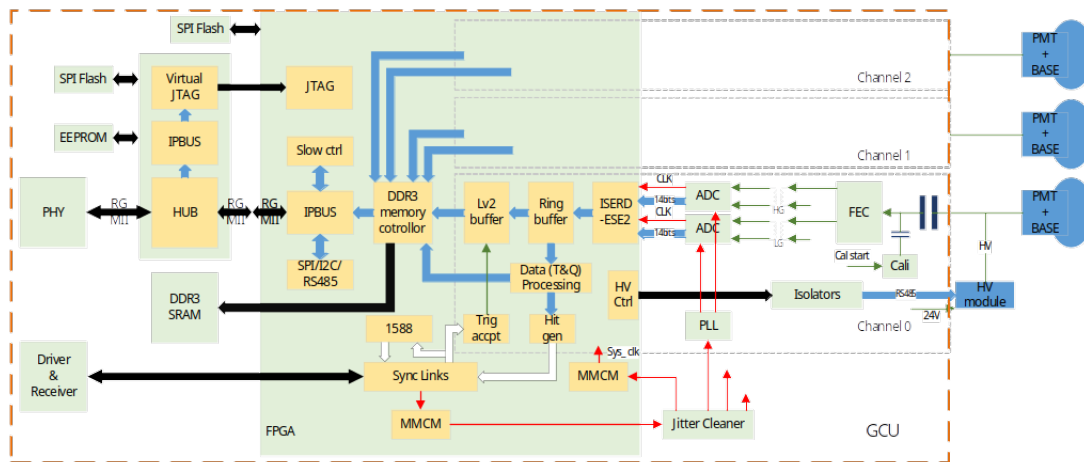 SPI Flash
PMT
+
BASE
Channel 2
SPI Flash
Virtual
JTAG
JTAG
EEPROM
IPBUS
Slow ctrl
PMT
+
BASE
Channel 1
PHY
RG
MII
HUB
RG
MII
RG
MII
IPBUS
DDR3
memory
cotrollor
Lv2
buffer
Ring
buffer
ISERD
-ESE2
CLK
14bts
CLK
14bts
ADC
ADC
HG
LG
FEC
PMT
+
BASE
HV
Cal start
Cali
SPI/I2C/
RS485
Data (T&Q)
Processing
HV
Ctrl
Isolators
RS485
HV
module
24V
DDR3
SRAM
1588
Trig
accpt
Hit
gen
PLL
Channel 0
Sys_clk
Driver
&
Receiver
Sync Links
MMCM
MMCM
FPGA
Jitter Cleaner
GCU